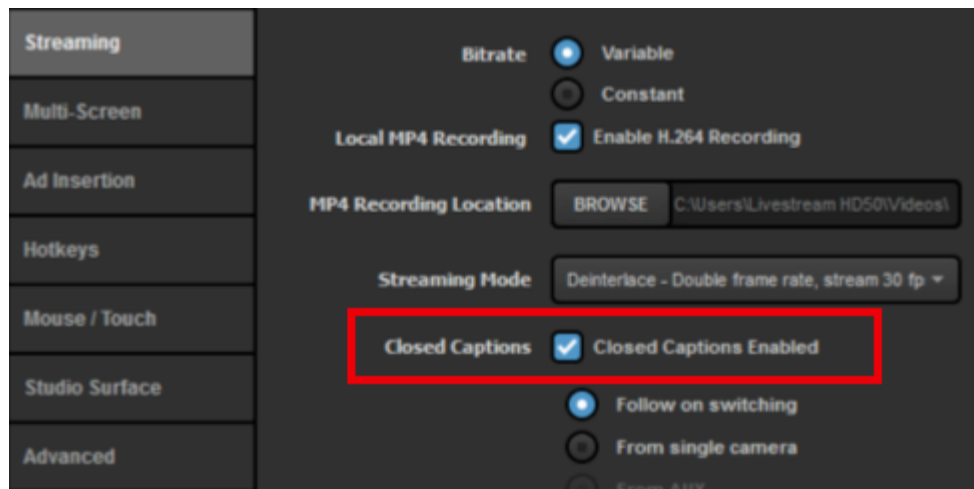 Streaming
Multi-Screen
Ad Insertion
Hotkeys
Mouse / Touch
Studio Surface
Advanced
Bitrate Variable
Constant
Local MP4 Recording Enable H.264 Recording
MP4 Recording Location BROWSE C:\Users\Livestream HD50\Videos\
Streaming Mode Deinterlace - Double frame rate, stream 30 fp
Closed Captions Closed Captions Enabled
Follow on switching
From single camera
From AUX